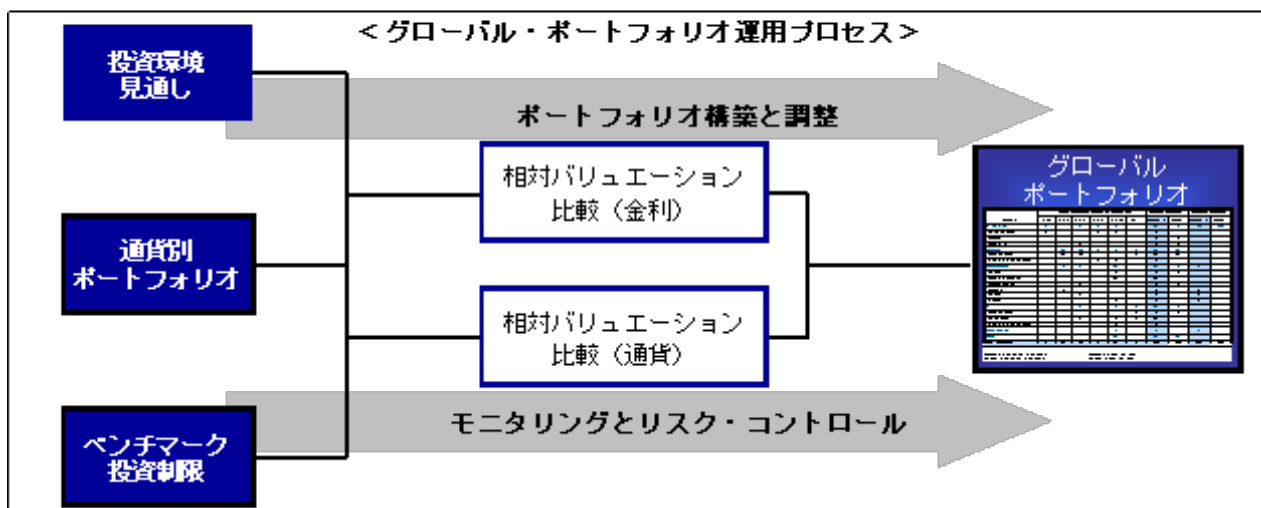 ＜グローバル・ポートフォリオ運用プロセス＞
投資環境
見通し
ポートフォリオ構築と調整
相対バリュエーション
比較（金利）
グローバル
ポートフォリオ
通貨別
ポートフォリオ
相対バリュエーション
比較（通貨）
モニタリングとリスク・コントロール
ベンチマーク
投資制限